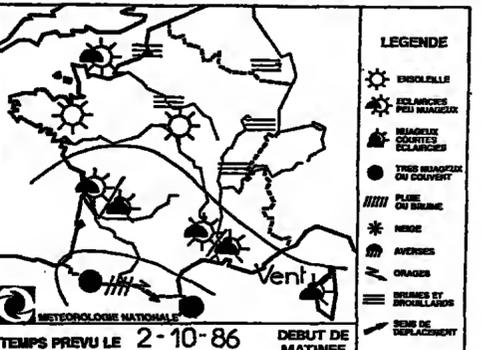 LEGENDE
ENSOLEILLE
ECLAIRCIES
PEU NUAGEUX
NUAGEUX
COURTES
ECLAIRCIES
TRES NUAGEUX
OU COUVERT
PLUIE
OU BRUINE
NEIGE
AVERSES
ORAGES
BRUMES ET
BROUILLARDS
SENS DE
DEPLACEMENT
Vent
METEOROLOGIE NATIONALE
TEMPS PREVU LE 2-10-86 DEBUT DE
MATINEE